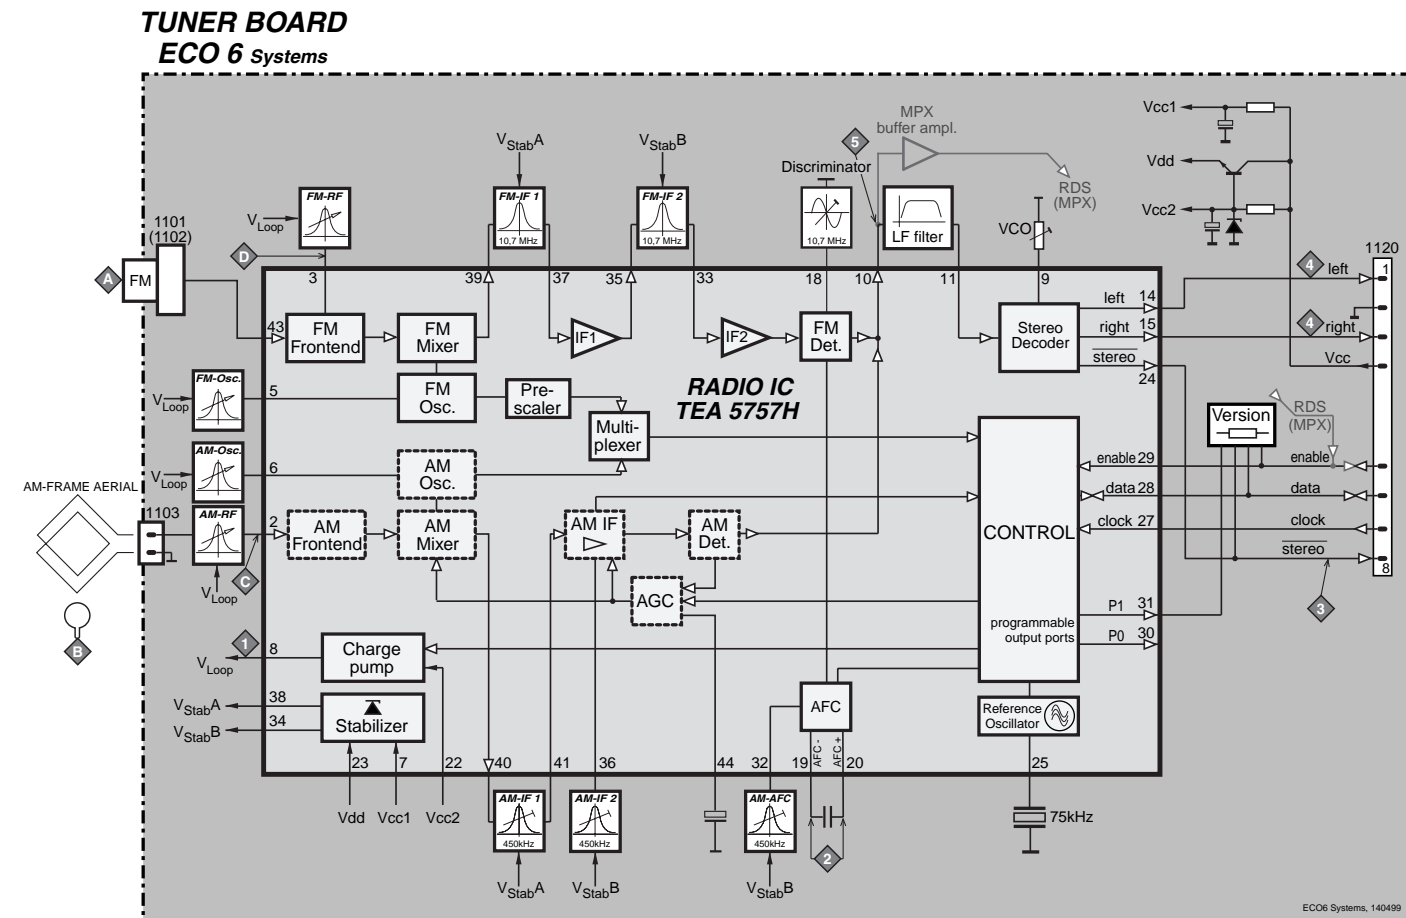 TUNER BOARD
ECO 6 Systems
Vcc1
Vdd
Vcc2
MPX
buffer ampl.
5
RDS
(MPX)
VStabA
VStabB
Discriminator
FM-RF
VLoop
FM-IF 1
10,7 MHz
FM-IF 2
10,7 MHz
10,7 MHz
LF filter
VCO
1101
(1102)
A
FM
D
3
39
37
35
33
18
10
11
9
1120
4
left
1
4
right
Vcc
43
FM
Frontend
FM
Mixer
IF1
IF2
FM
Det.
Stereo
Decoder
left 14
right 15
stereo
24
FM-Osc.
VLoop
5
FM
Osc.
Pre-
scaler
RADIO IC
TEA 5757H
Multi-
plexer
Version
RDS
(MPX)
AM-Osc.
VLoop
6
AM
Osc.
enable 29
enable
data 28
data
clock 27
clock
stereo
8
3
AM-FRAME AERIAL
1103
AM-RF
VLoop
C
B
2
AM
Frontend
AM
Mixer
AM IF
AM
Det.
AGC
CONTROL
programmable
output ports
P1 31
P0 30
1
8
VLoop
Charge
pump
38
VStabA
34
VStabB
Stabilizer
AFC
AFC -
AFC +
Reference
Oscillator
23
7
22
40
41
36
44
32
19
20
25
Vdd
Vcc1
Vcc2
AM-IF 1
450kHz
AM-IF 2
450kHz
AM-AFC
450kHz
2
75kHz
VStabA
VStabB
VStabB
ECO6 Systems, 140499